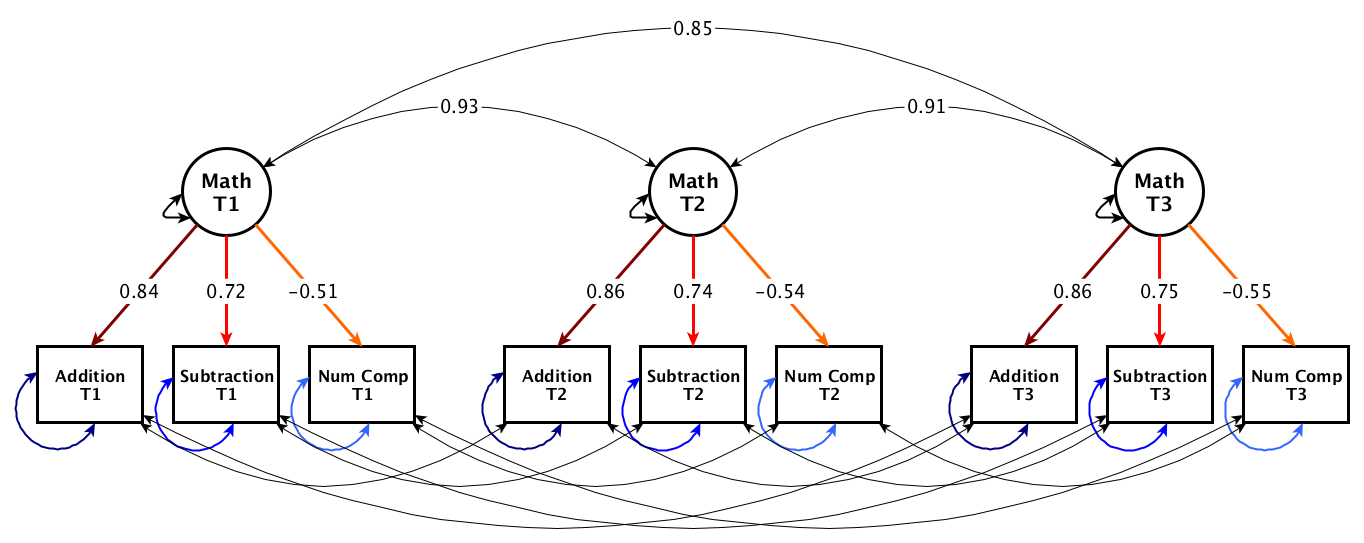 0.85
0.93
0.91
Math
T1
Math
T2
Math
T3
0.84
0.72
−0.51
0.86
0.74
−0.54
0.86
0.75
−0.55
Addition
T1
Subtraction
T1
Num Comp
T1
Addition
T2
Subtraction
T2
Num Comp
T2
Addition
T3
Subtraction
T3
Num Comp
T3